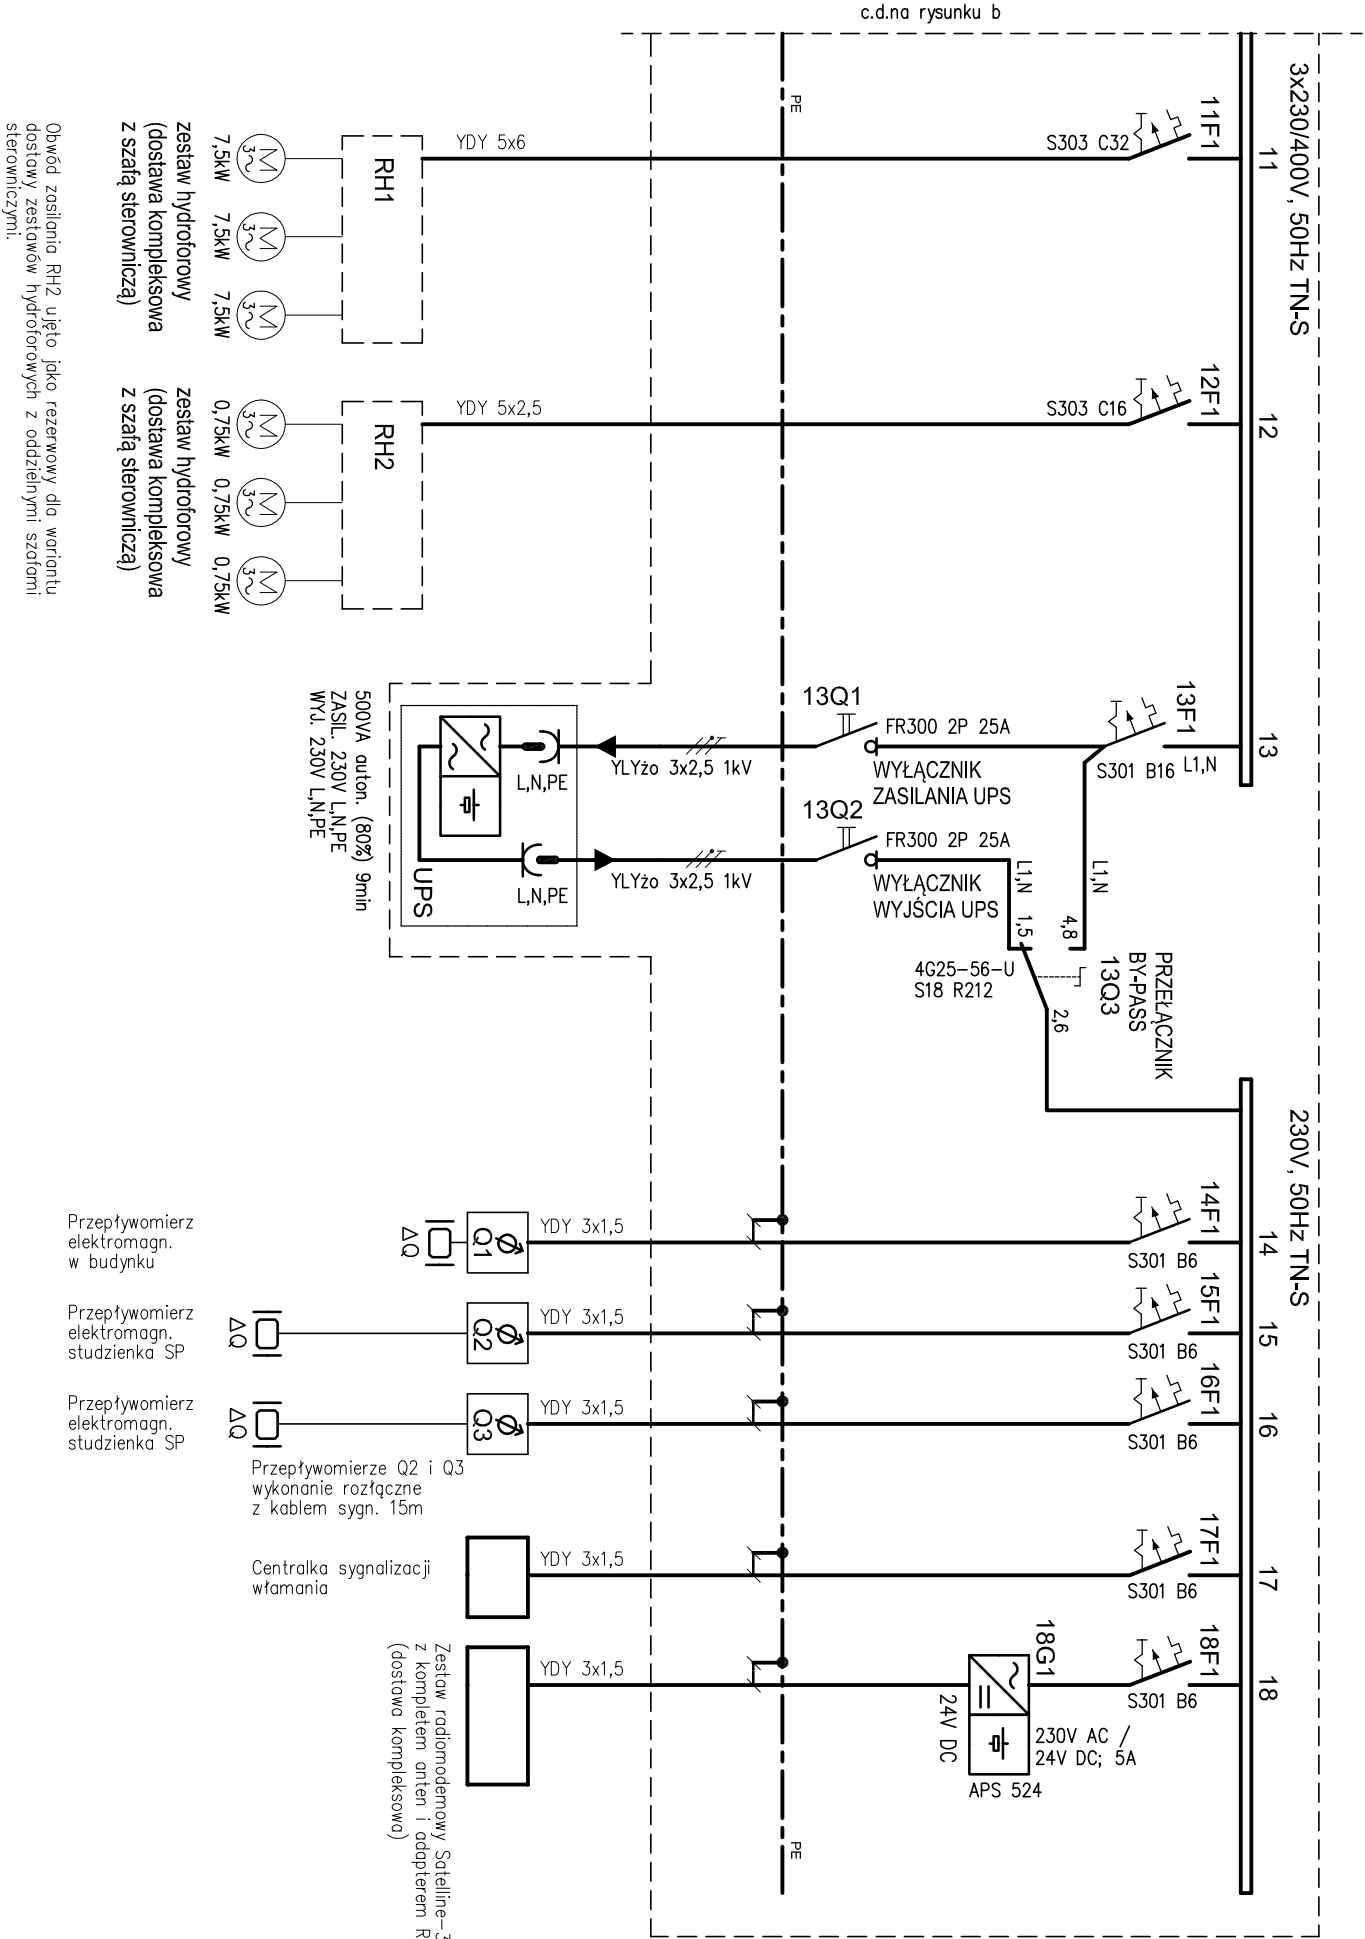 c.d.na rysunku b
3x230/400V, 50Hz TN-S
PE
11
11F1
S303 C32
YDY 5x6
RH1
M
3~
M
3~
M
3~
7,5kW
7,5kW
7,5kW
zestaw hydroforowy
(dostawa kompleksowa
z szafą sterowniczą)
12
12F1
S303 C16
YDY 5x2,5
RH2
M
3~
M
3~
M
3~
0,75kW
0,75kW
0,75kW
zestaw hydroforowy
(dostawa kompleksowa
z szafą sterowniczą)
Obwód zasilania RH2 ujęto jako rezerwowy dla wariantu
dostawy zestawów hydroforowych z oddzielnymi szafami
sterowniczymi.
13
13F1
S301 B16
L1,N
13Q1
FR300 2P 25A
WYŁĄCZNIK
ZASILANIA UPS
YLYżo 3x2,5 1kV
L,N,PE
13Q2
FR300 2P 25A
WYŁĄCZNIK
WYJŚCIA UPS
YLYżo 3x2,5 1kV
L,N,PE
UPS
500VA auton. (80%) 9min
ZASIL. 230V L,N,PE
WYJ. 230V L,N,PE
L1,N
L1,N
1,5
4,8
2,6
4G25-56-U
S18 R212
PRZEŁĄCZNIK
BY-PASS
13Q3
230V, 50Hz TN-S
14
14F1
S301 B6
YDY 3x1,5
Q1
ΔQ
Przepływomierz
elektromagn.
w budynku
15
15F1
S301 B6
YDY 3x1,5
Q2
ΔQ
Przepływomierz
elektromagn.
studzienka SP
16
16F1
S301 B6
YDY 3x1,5
Q3
ΔQ
Przepływomierz
elektromagn.
studzienka SP
Przepływomierze Q2 i Q3
wykonanie rozłączne
z kablem sygn. 15m
17
17F1
S301 B6
YDY 3x1,5
Centralka sygnalizacji
włamania
18
18F1
S301 B6
18G1
230V AC /
24V DC; 5A
APS 524
24V DC
YDY 3x1,5
Zestaw radiomodemowy Satelline-3
z kompletem anten i adapterem R
(dostawa kompleksowa)
PE